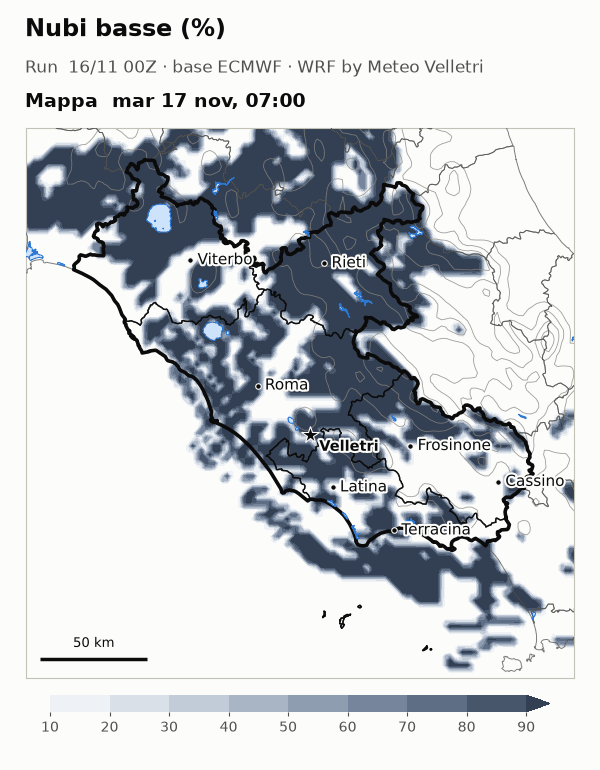 Nubi basse (%)
Run  16/11 00Z · base ECMWF · WRF by Meteo Velletri
Mappa  mar 17 nov, 07:00
Viterbo
Rieti
Roma
Velletri
Frosinone
Latina
Cassino
Terracina
50 km
10 20 30 40 50 60 70 80 90